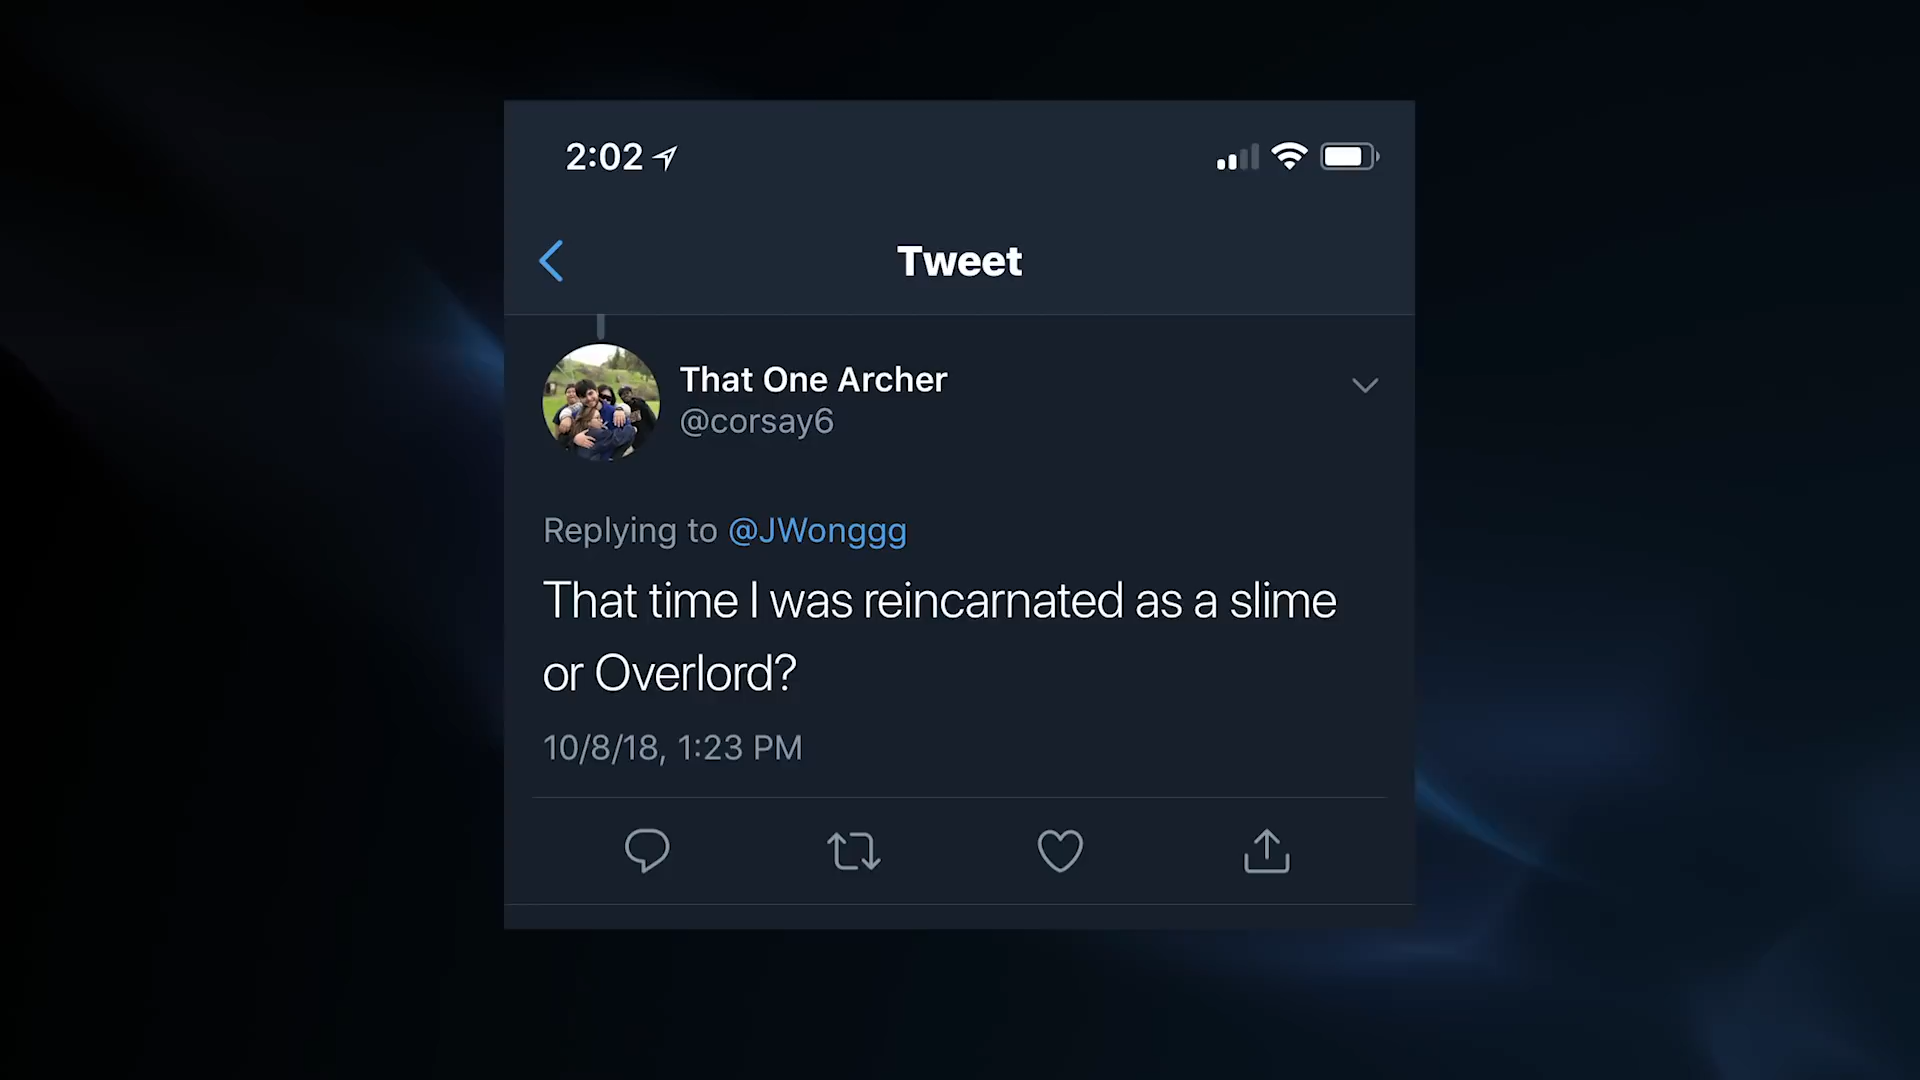 2:02
Tweet
That One Archer
@corsay6
Replying to @JWonggg
That time I was reincarnated as a slime
or Overlord?
10/8/18, 1:23 PM